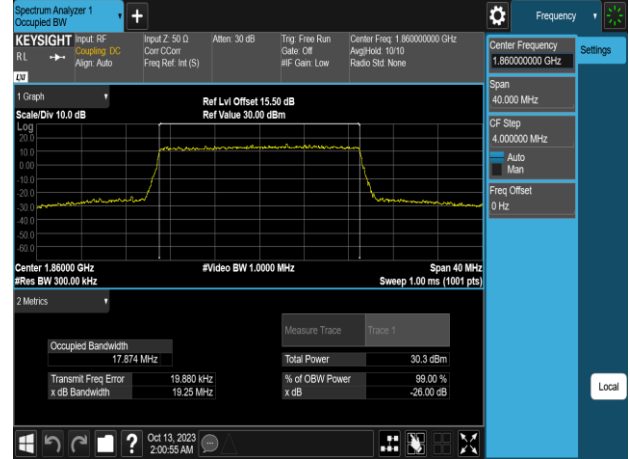 Spectrum Analyzer 1
Occupied BW
Frequency
KEYSIGHT
RL
LXI
Input: RF
Coupling: DC
Align: Auto
Input Z: 50 Ω
Corr CCorr
Freq Ref: Int (S)
Atten: 30 dB
Trig: Free Run
Gate: Off
#IF Gain: Low
Center Freq: 1.860000000 GHz
Avg|Hold: 10/10
Radio Std: None
Center Frequency
1.860000000 GHz
Settings
Span
40.000 MHz
CF Step
4.000000 MHz
Auto
Man
Freq Offset
0 Hz
Local
1 Graph
Scale/Div 10.0 dB
Ref Lvl Offset 15.50 dB
Ref Value 30.00 dBm
Log
20.0
10.0
0.00
-10.0
-20.0
-30.0
-40.0
-50.0
-60.0
Center 1.86000 GHz
#Video BW 1.0000 MHz
Span 40 MHz
#Res BW 300.00 kHz
Sweep 1.00 ms (1001 pts)
2 Metrics
Measure Trace
Trace 1
Occupied Bandwidth
17.874 MHz
Total Power
30.3 dBm
Transmit Freq Error
19.880 kHz
% of OBW Power
99.00 %
x dB Bandwidth
19.25 MHz
x dB
-26.00 dB
Oct 13, 2023
2:00:55 AM